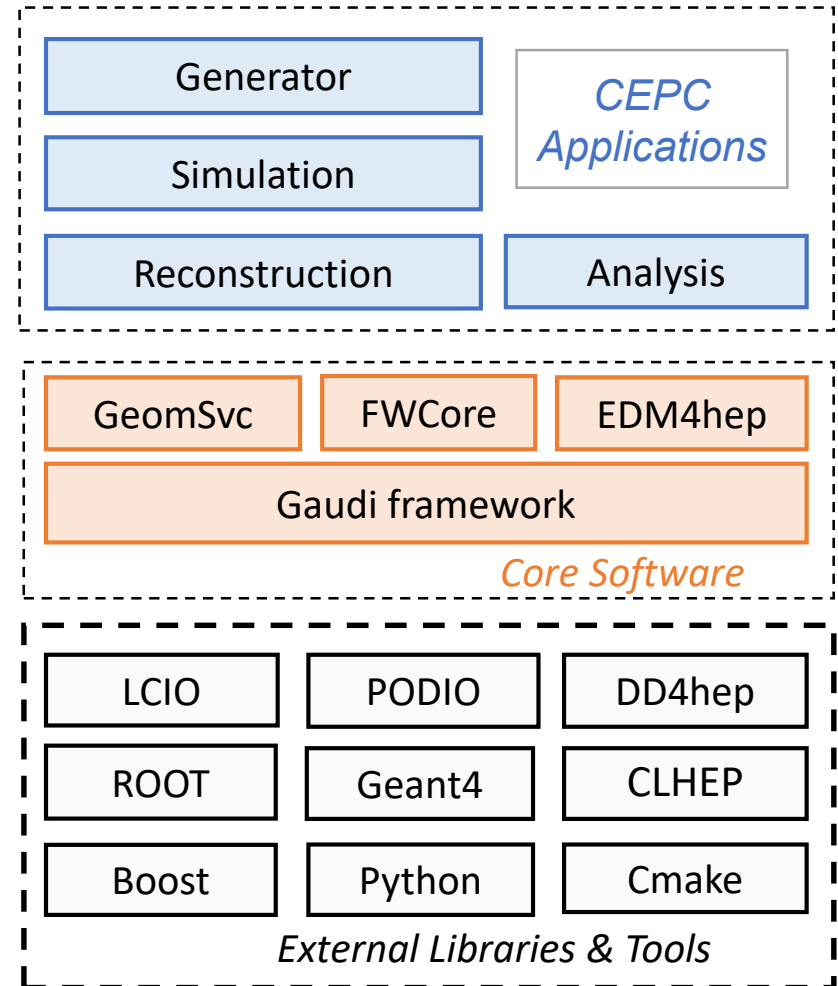 Generator
CEPC
Applications
Simulation
Reconstruction
Analysis
GeomSvc
FWCore
EDM4hep
Gaudi framework
Core Software
LCIO
PODIO
DD4hep
ROOT
Geant4
CLHEP
Boost
Python
Cmake
External Libraries & Tools